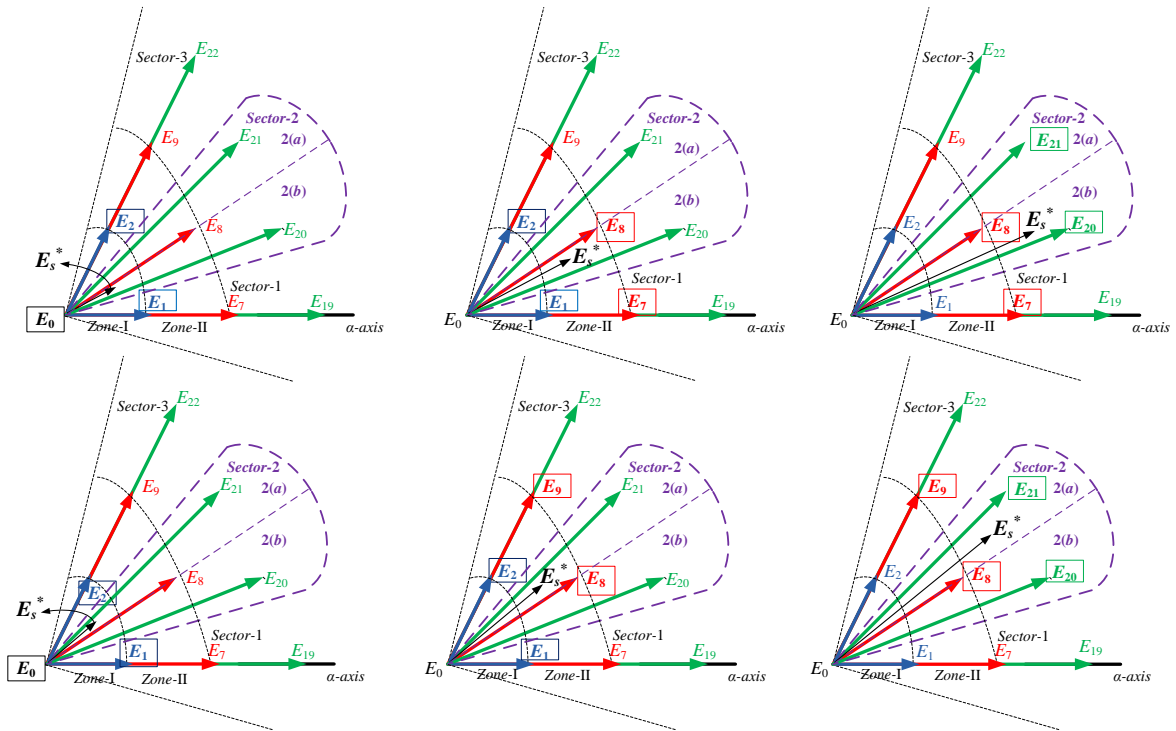 E22
Sector-3
Sector-2
E9
E21
2(a)
2(b)
E2
E8
E20
Es*
Sector-1
E1
E7
E19
E0
Zone-I
Zone-II
α-axis
E22
Sector-3
Sector-2
E9
E21
2(a)
2(b)
E2
E8
E20
Es*
Sector-1
E1
E7
E19
E0
Zone-I
Zone-II
α-axis
E22
Sector-3
Sector-2
E9
E21
2(a)
2(b)
E2
E8
Es*
E20
Sector-1
E1
E7
E19
E0
Zone-I
Zone-II
α-axis
E22
Sector-3
Sector-2
E9
E21
2(a)
2(b)
E2
E8
E20
Es*
Sector-1
E1
E7
E19
E0
Zone-I
Zone-II
α-axis
E22
Sector-3
Sector-2
E9
E21
2(a)
2(b)
E2
Es*
E8
E20
Sector-1
E1
E7
E19
E0
Zone-I
Zone-II
α-axis
E22
Sector-3
Sector-2
E9
E21
2(a)
Es*
2(b)
E2
E8
E20
Sector-1
E1
E7
E19
E0
Zone-I
Zone-II
α-axis